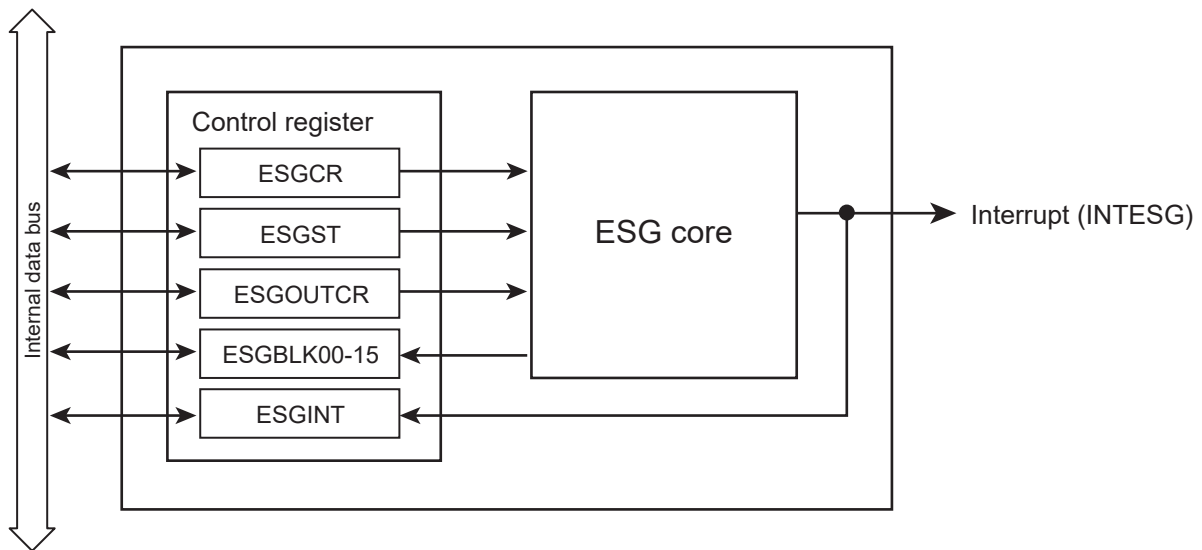 Internal data bus
Control register
ESGCR
ESGST
ESGOUTCR
ESGBLK00-15
ESGINT
ESG core
Interrupt (INTESG)